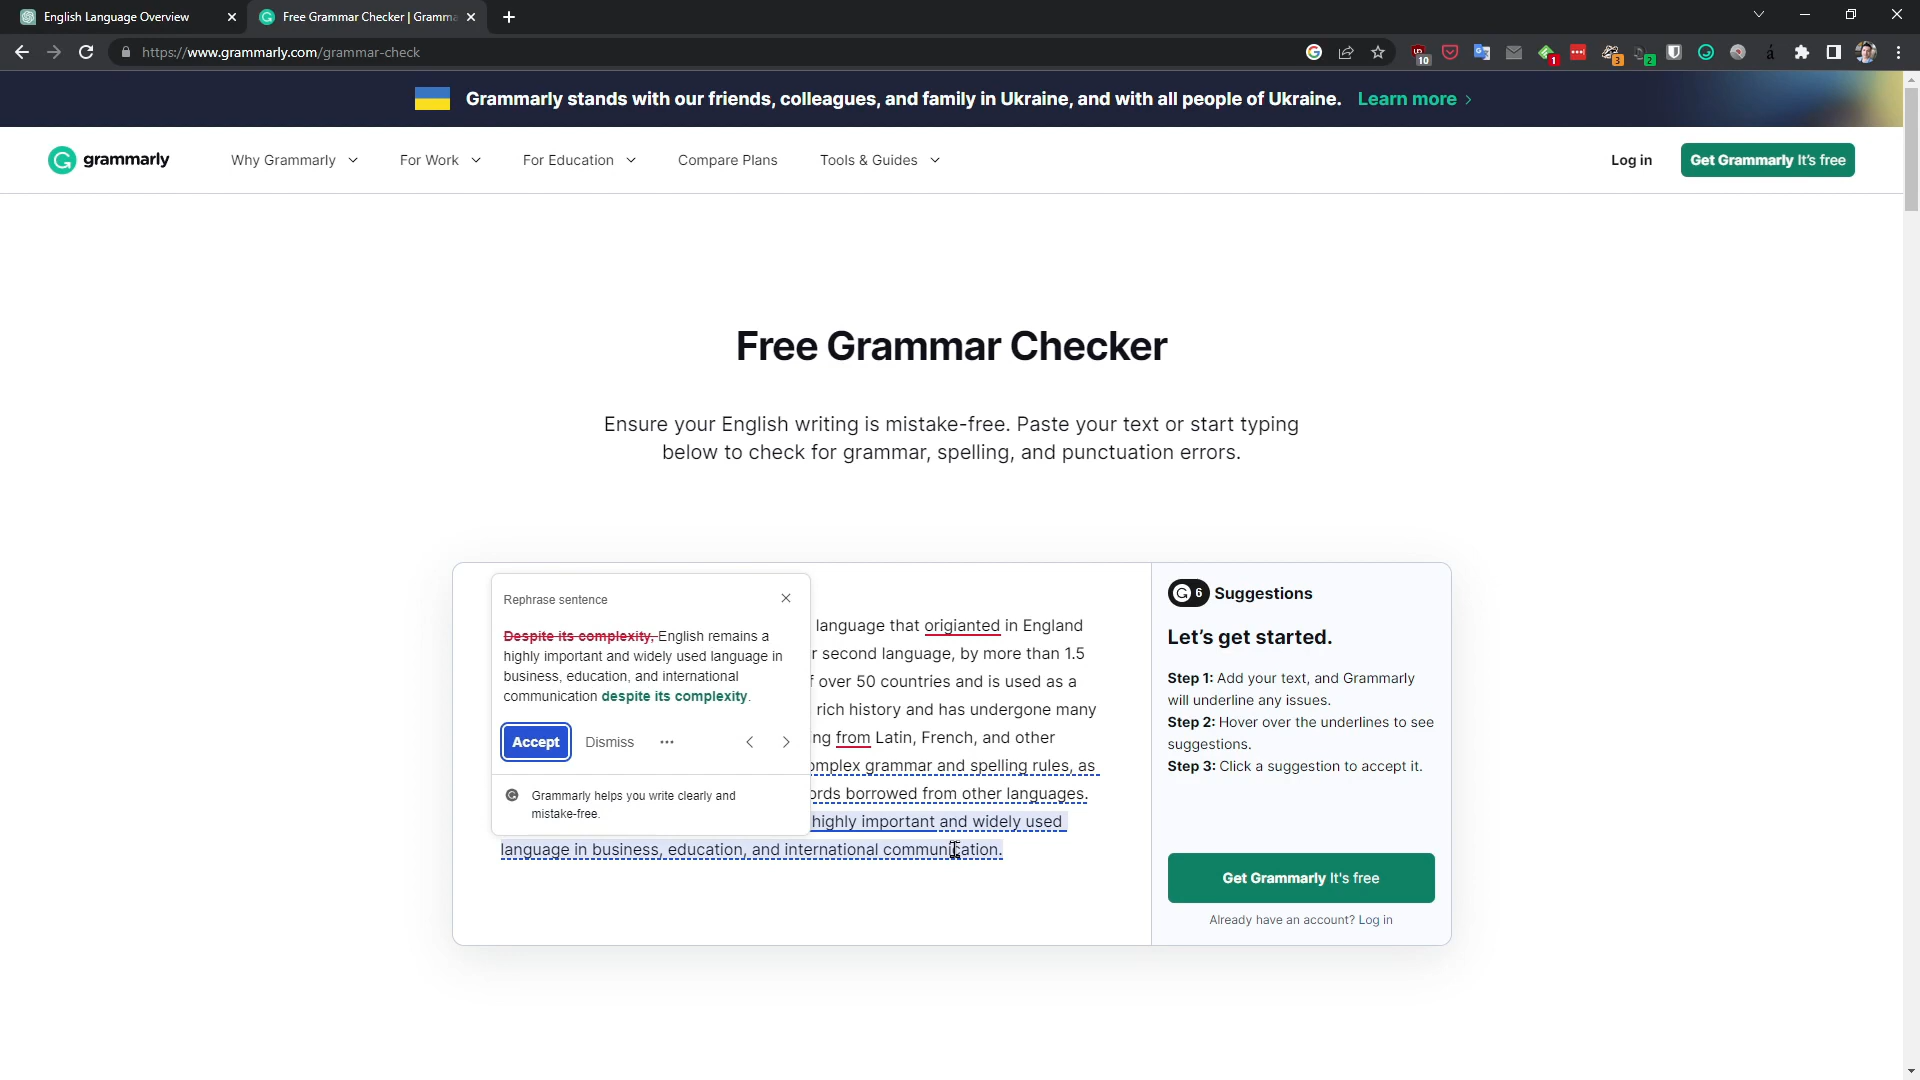 English Language Overview
Free Grammar Checker | Gramma
https://www.grammarly.com/grammar-check
10
1
3
2
á
Grammarly stands with our friends, colleagues, and family in Ukraine, and with all people of Ukraine. Learn more
grammarly
Why Grammarly
For Work
For Education
Compare Plans
Tools & Guides
Log in
Get Grammarly It's free
Free Grammar Checker
Ensure your English writing is mistake-free. Paste your text or start typing
below to check for grammar, spelling, and punctuation errors.
Rephrase sentence
Despite its complexity, English remains a
highly important and widely used language in
business, education, and international
communication despite its complexity.
Accept
Dismiss
Grammarly helps you write clearly and
mistake-free.
language that origianted in England
r second language, by more than 1.5
f over 50 countries and is used as a
rich history and has undergone many
ng from Latin, French, and other
mplex grammar and spelling rules, as
rds borrowed from other languages.
highly important and widely used
language in business, education, and international communication.
6 Suggestions
Let's get started.
Step 1: Add your text, and Grammarly
will underline any issues.
Step 2: Hover over the underlines to see
suggestions.
Step 3: Click a suggestion to accept it.
Get Grammarly It's free
Already have an account? Log in